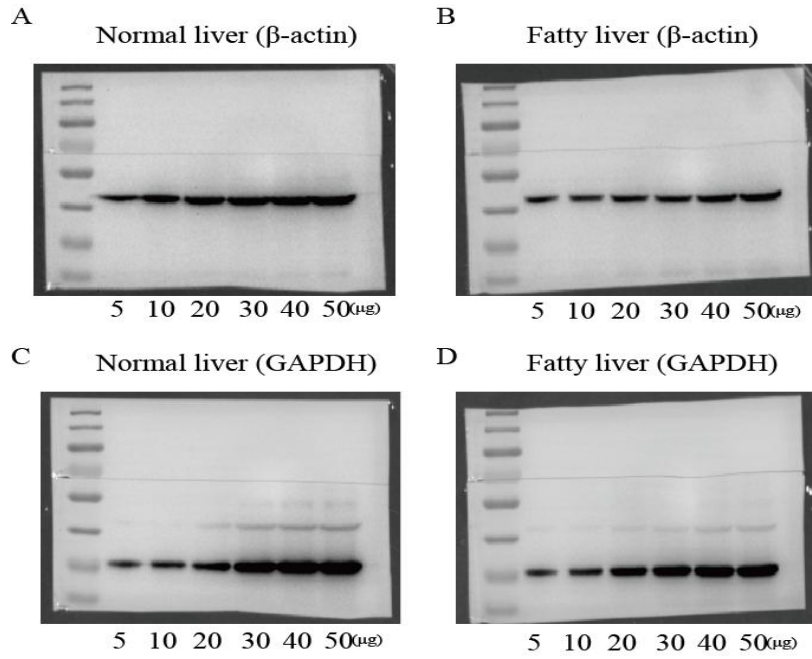 A
Normal liver (β-actin)
5 10 20 30 40 50(μg)
B
Fatty liver (β-actin)
5 10 20 30 40 50(μg)
C
Normal liver (GAPDH)
5 10 20 30 40 50(μg)
D
Fatty liver (GAPDH)
5 10 20 30 40 50(μg)